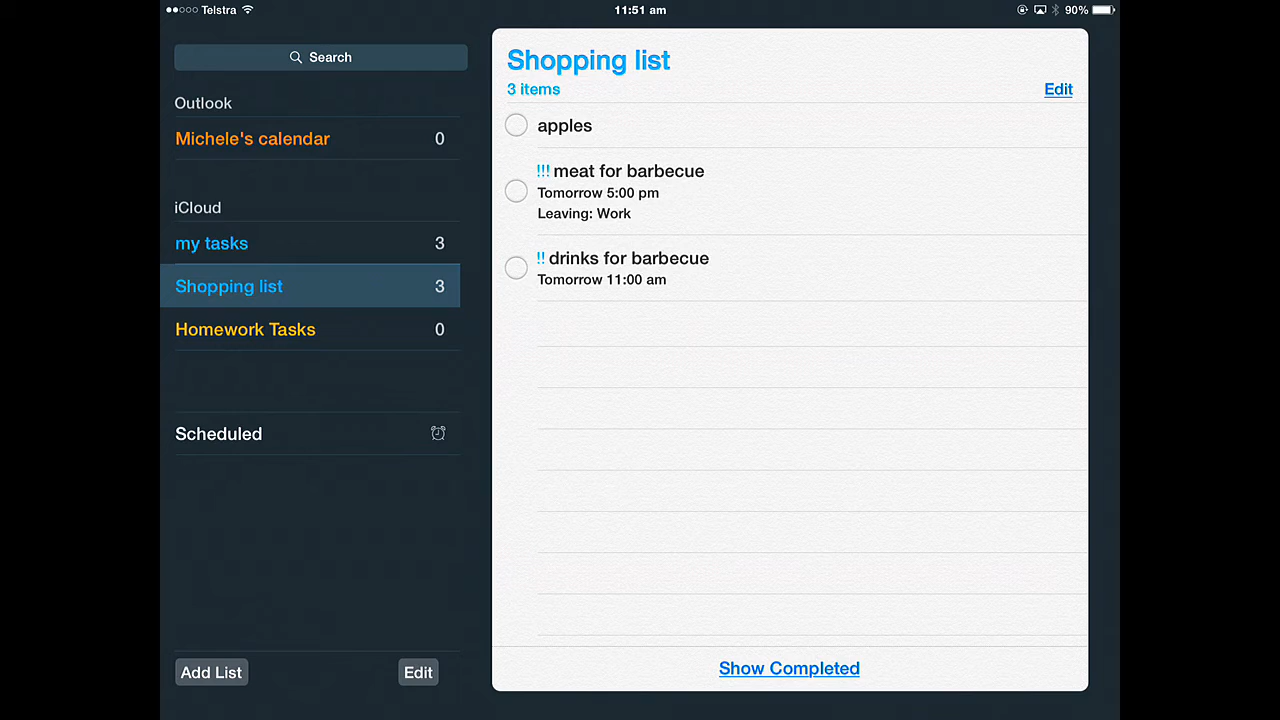 Telstra
11:51 am
90%
Search
Outlook
Michele's calendar 0
iCloud
my tasks 3
Shopping list 3
Homework Tasks 0
Scheduled
Add List
Edit
Shopping list
3 items
Edit
apples
!!! meat for barbecue
Tomorrow 5:00 pm
Leaving: Work
!! drinks for barbecue
Tomorrow 11:00 am
Show Completed